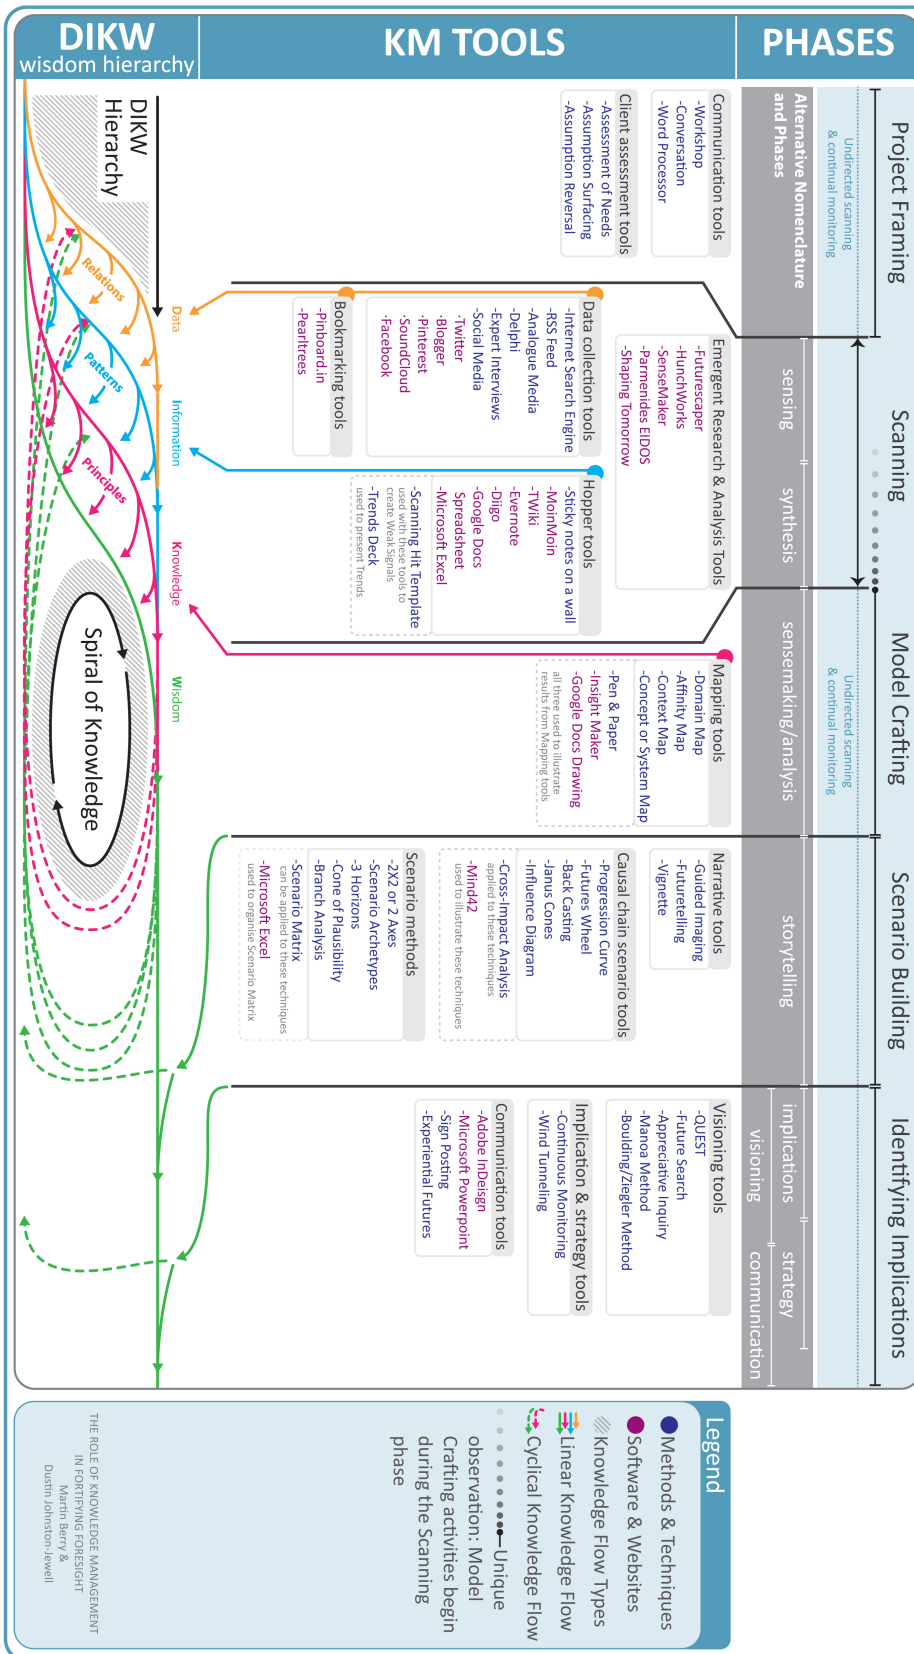 PHASES
Project Framing
Scanning
Model Crafting
Scenario Building
Identifying Implications
Undirected scanning
& continual monitoring
Undirected scanning
& continual monitoring
Alternative Nomenclature
and Phases
sensing
synthesis
sensemaking/analysis
storytelling
implications
strategy
visioning
communication
KM TOOLS
Communication tools
-Workshop
-Conversation
-Word Processor
Client assessment tools
-Assessment of Needs
-Assumption Surfacing
-Assumption Reversal
Emergent Research & Analysis Tools
-Futurescaper
-HunchWorks
-SenseMaker
-Parmenides EIDOS
-Shaping Tomorrow
Data collection tools
-Internet Search Engine
-RSS Feed
-Analogue Media
-Delphi
-Expert Interviews
-Social Media
·Twitter
·Blogger
·Pinterest
·SoundCloud
·Facebook
Bookmarking tools
-Pinboard.in
-Pearltrees
Hopper tools
-Sticky notes on a wall
-MoinMoin
-TWiki
-Evernote
-Diigo
-Google Docs
Spreadsheet
-Microsoft Excel
-Scanning Hit Template
used with these tools to
create Weak Signals
-Trends Deck
used to present Trends
Mapping tools
-Domain Map
-Affinity Map
-Context Map
-Concept or System Map
-Pen & Paper
-Insight Maker
-Google Docs Drawing
all three used to illustrate
results from Mapping tools
Narrative tools
-Guided Imaging
-Futuretelling
-Vignette
Causal chain scenario tools
-Progression Curve
-Futures Wheel
-Back Casting
-Janus Cones
-Influence Diagram
-Cross-Impact Analysis
applied to these techniques
-Mind42
used to illustrate these techniques
Scenario methods
-2X2 or 2 Axes
-Scenario Archetypes
-3 Horizons
-Cone of Plausibility
-Branch Analysis
-Scenario Matrix
can be applied to these techniques
-Microsoft Excel
used to organise Scenario Matrix
Visioning tools
-QUEST
-Future Search
-Appreciative Inquiry
-Manoa Method
-Boulding/Ziegler Method
Implication & strategy tools
-Continuous Monitoring
-Wind Tunneling
Communication tools
-Adobe InDeisgn
-Microsoft Powerpoint
-Sign Posting
-Experiential Futures
DIKW
wisdom hierarchy
Data
Information
Knowledge
Wisdom
DIKW
Hierarchy
Relations
Patterns
Principles
Spiral of Knowledge
Legend
Methods & Techniques
Software & Websites
Knowledge Flow Types
Linear Knowledge Flow
Cyclical Knowledge Flow
Unique
observation: Model
Crafting activities begin
during the Scanning
phase
THE ROLE OF KNOWLEDGE MANAGEMENT
IN FORTIFYING FORESIGHT
Martin Berry &
Dustin Johnston-Jewell